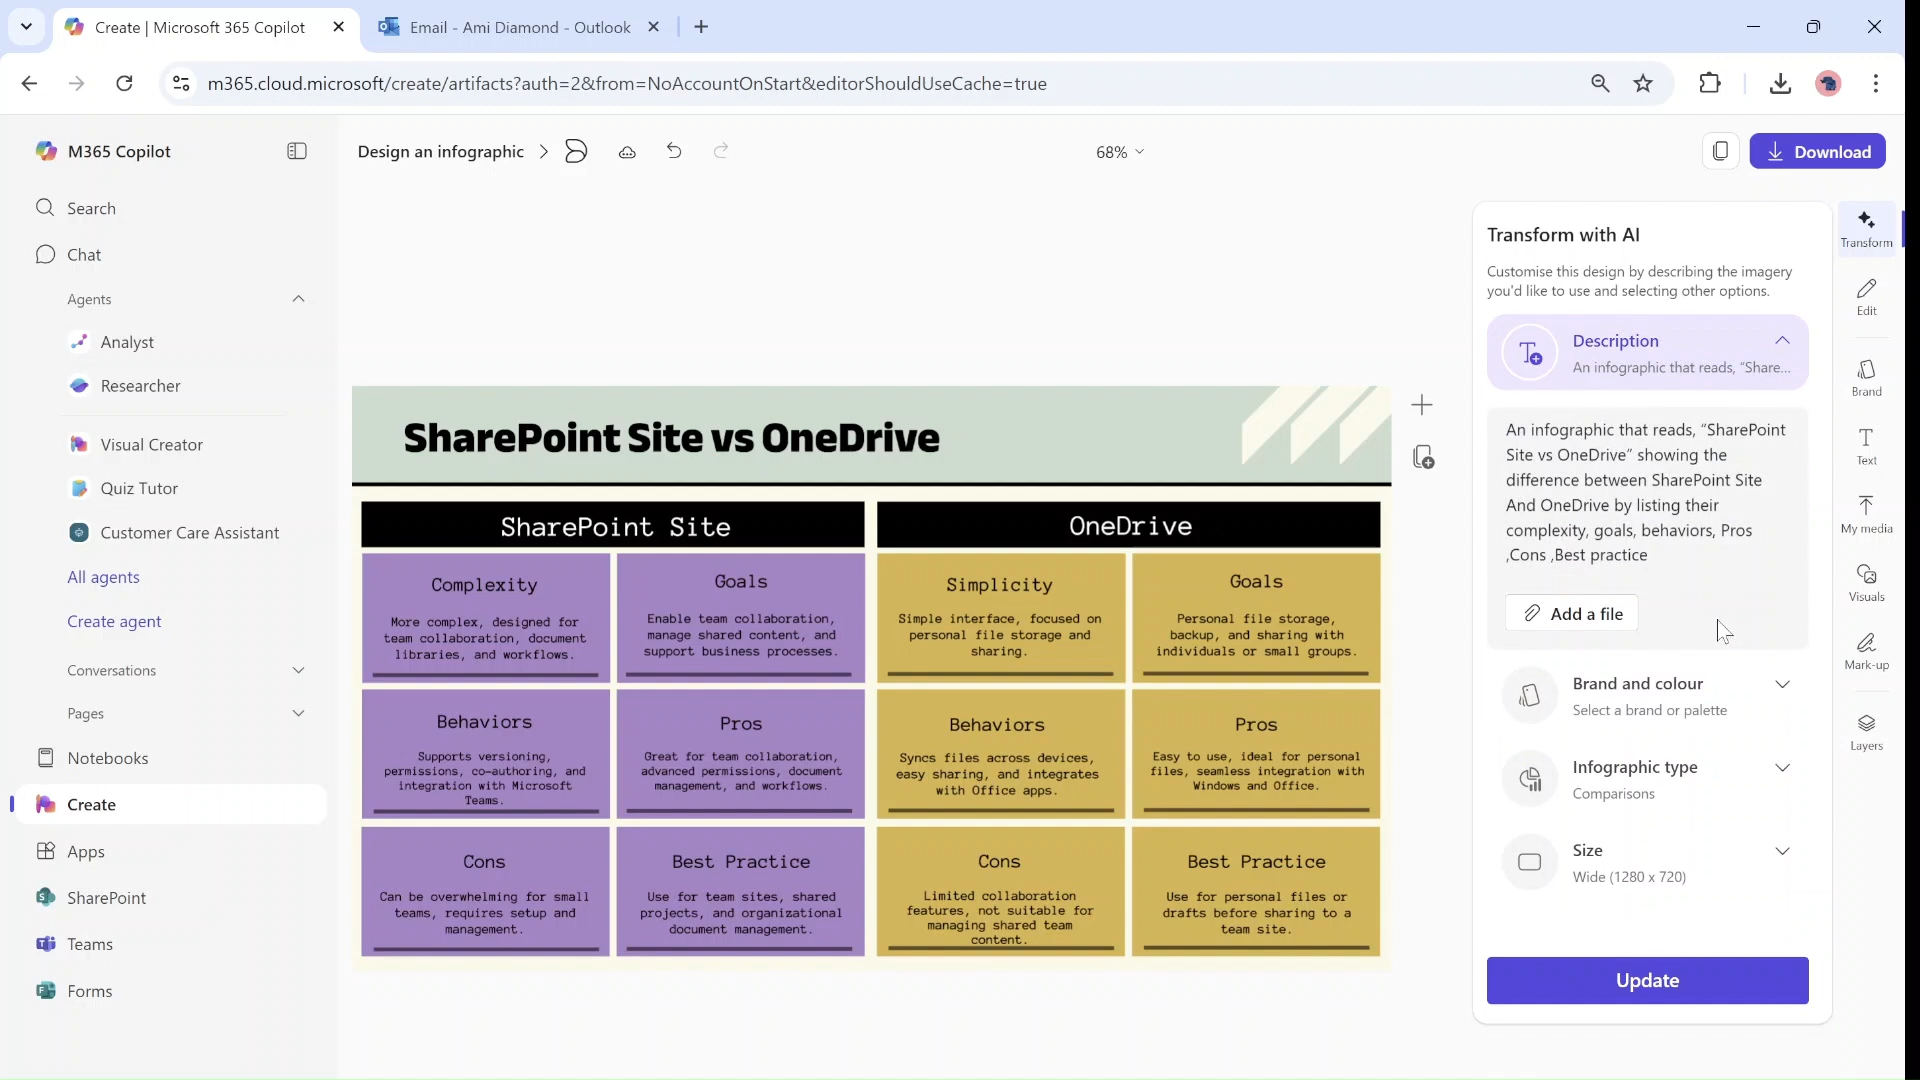 Create | Microsoft 365 Copilot
Email - Ami Diamond - Outlook
m365.cloud.microsoft/create/artifacts?auth=2&from=NoAccountOnStart&editorShouldUseCache=true
M365 Copilot
Search
Chat
Agents
Analyst
Researcher
Visual Creator
Quiz Tutor
Customer Care Assistant
All agents
Create agent
Conversations
Pages
Notebooks
Create
Apps
SharePoint
Teams
Forms
Design an infographic
68%
Download
SharePoint Site vs OneDrive
SharePoint Site
Complexity
More complex, designed for
team collaboration, document
libraries, and workflows.
Goals
Enable team collaboration,
manage shared content, and
support business processes.
Behaviors
Supports versioning,
permissions, co-authoring, and
integration with Microsoft
Teams.
Pros
Great for team collaboration,
advanced permissions, document
management, and workflows.
Cons
Can be overwhelming for small
teams, requires setup and
management.
Best Practice
Use for team sites, shared
projects, and organizational
document management.
OneDrive
Simplicity
Simple interface, focused on
personal file storage and
sharing.
Goals
Personal file storage,
backup, and sharing with
individuals or small groups.
Behaviors
Syncs files across devices,
easy sharing, and integrates
with Office apps.
Pros
Easy to use, ideal for personal
files, seamless integration with
Windows and Office.
Cons
Limited collaboration
features, not suitable for
managing shared team
content.
Best Practice
Use for personal files or
drafts before sharing to a
team site.
Transform with AI
Customise this design by describing the imagery
you'd like to use and selecting other options.
Description
An infographic that reads, "Share...
An infographic that reads, "SharePoint
Site vs OneDrive" showing the
difference between SharePoint Site
And OneDrive by listing their
complexity, goals, behaviors, Pros
,Cons ,Best practice
Add a file
Brand and colour
Select a brand or palette
Infographic type
Comparisons
Size
Wide (1280 x 720)
Update
Transform
Edit
Brand
Text
My media
Visuals
Mark-up
Layers